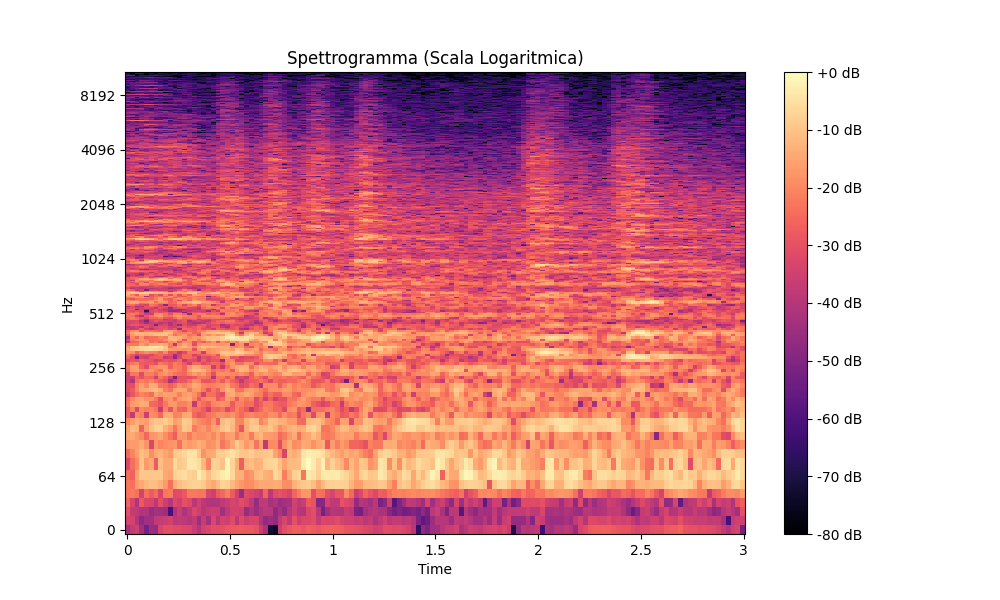 Spettrogramma (Scala Logaritmica)
Hz
8192
4096
2048
1024
512
256
128
64
0
0
0.5
1
1.5
2
2.5
3
Time
+0 dB
-10 dB
-20 dB
-30 dB
-40 dB
-50 dB
-60 dB
-70 dB
-80 dB